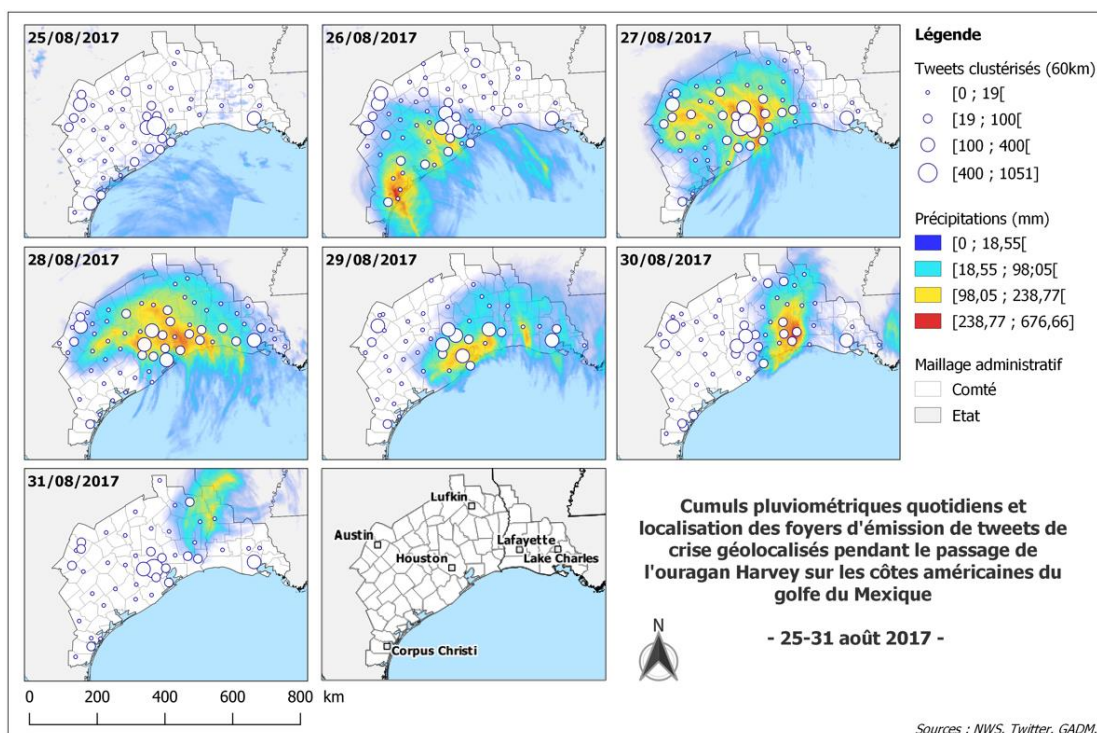 25/08/2017
26/08/2017
27/08/2017
28/08/2017
29/08/2017
30/08/2017
31/08/2017
Lufkin
Austin
Lafayette
Houston
Lake Charles
Corpus Christi
0 200 400 600 800 km
Légende
Tweets clustérisés (60km)
[0 ; 19[
[19 ; 100[
[100 ; 400[
[400 ; 1051]
Précipitations (mm)
[0 ; 18,55[
[18,55 ; 98,05[
[98,05 ; 238,77[
[238,77 ; 676,66]
Maillage administratif
Comté
Etat
Cumuls pluviométriques quotidiens et
localisation des foyers d'émission de tweets de
crise géolocalisés pendant le passage de
l'ouragan Harvey sur les côtes américaines du
golfe du Mexique
- 25-31 août 2017 -
N
Sources : NWS, Twitter, GADM.